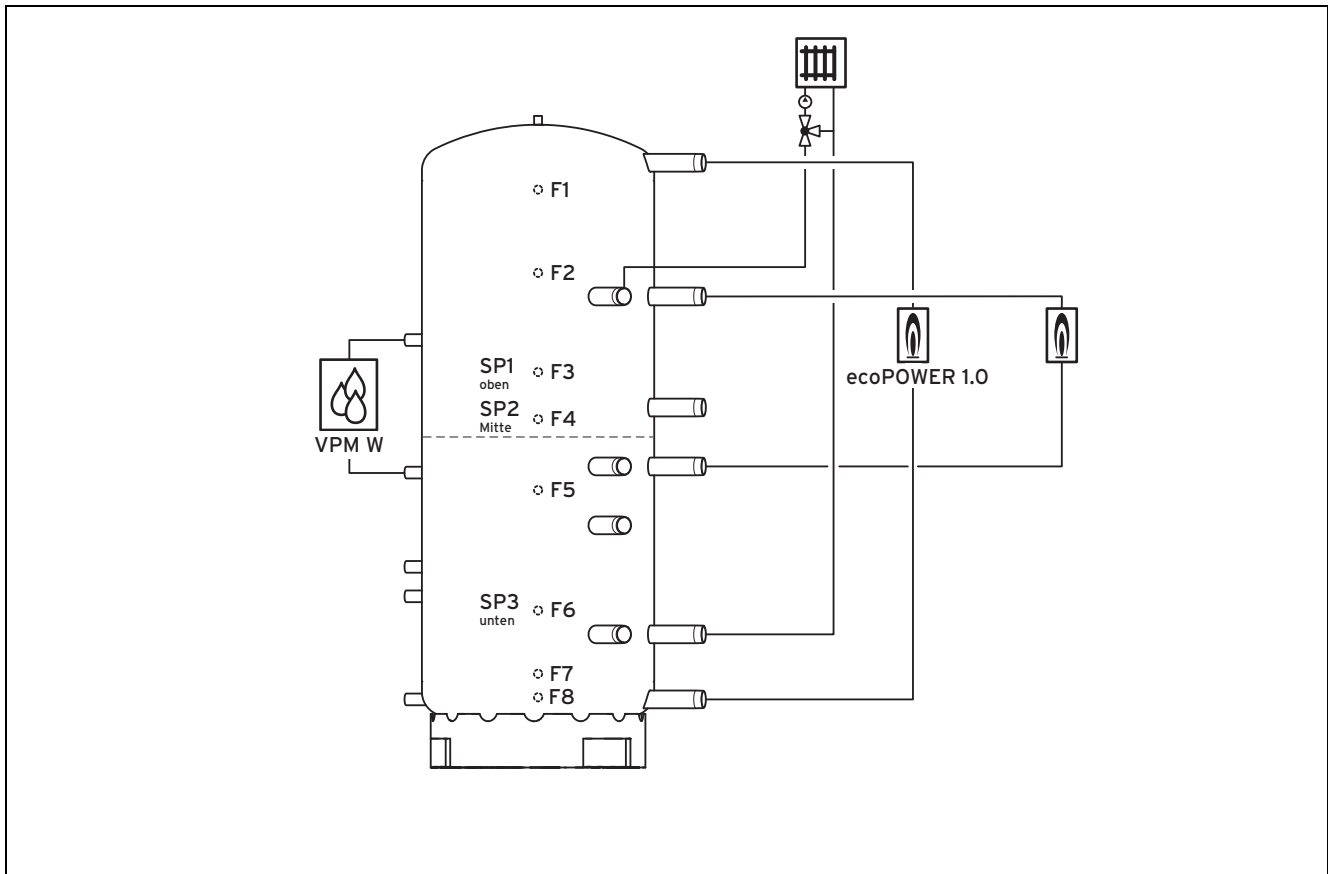 F1
F2
SP1 F3
oben
ecoPOWER 1.0
SP2 F4
Mitte
VPM W
F5
SP3 F6
unten
F7
F8